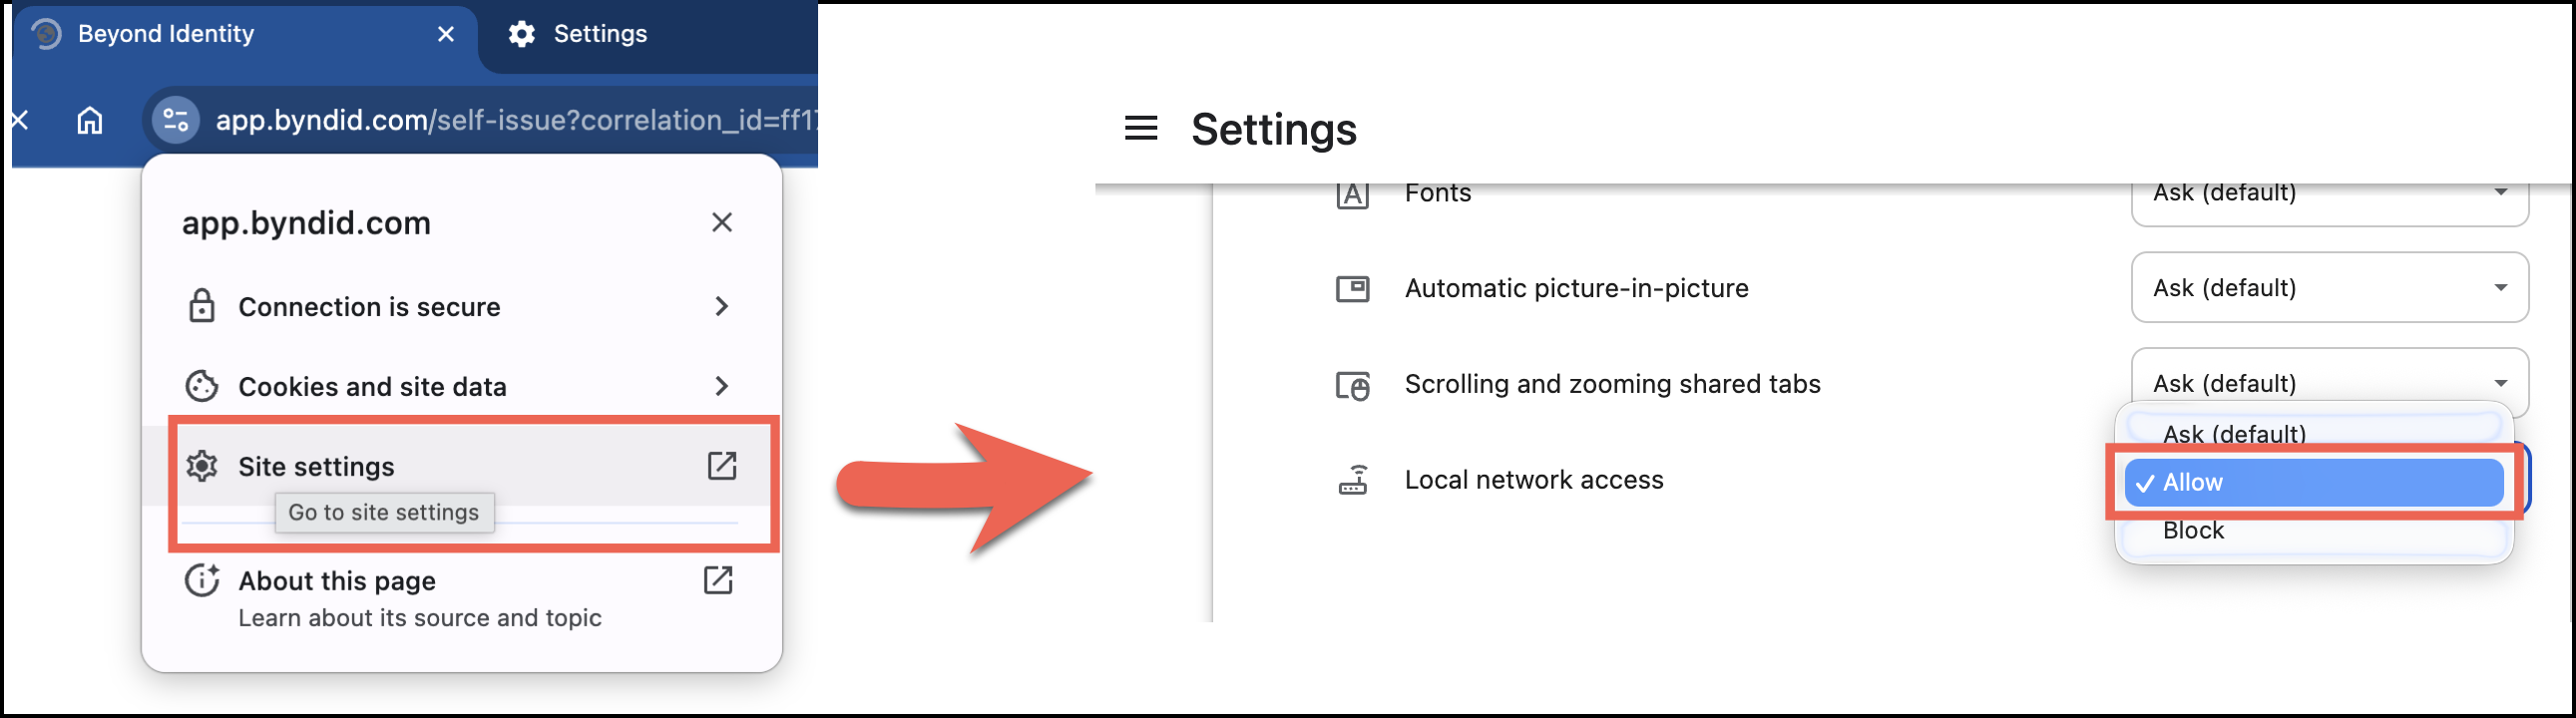 Beyond Identity
Settings
app.byndid.com/self-issue?correlation_id=ff17
app.byndid.com
Connection is secure
Cookies and site data
Site settings
Go to site settings
About this page
Learn about its source and topic
Settings
Fonts
Ask (default)
Automatic picture-in-picture
Ask (default)
Scrolling and zooming shared tabs
Ask (default)
Ask (default)
Local network access
Allow
Block